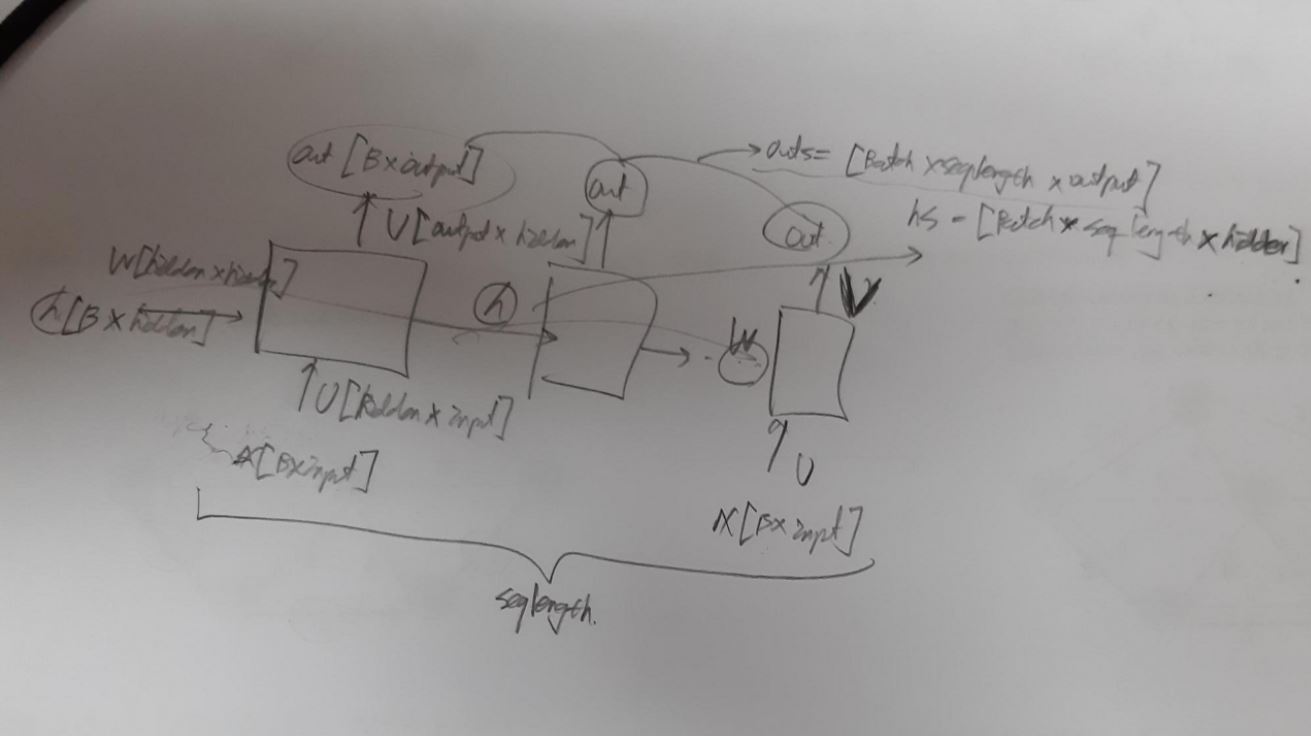 out [B x output]
outs= [Batch x seqlength x output]
out
V[output x hidden]
hs = [Batch x seq length x hidden]
out.
W[hidden x hidden]
h
V
h[B x hidden]
W
U[hidden x input]
U
X[B x input]
X[B x input]
seqlength.